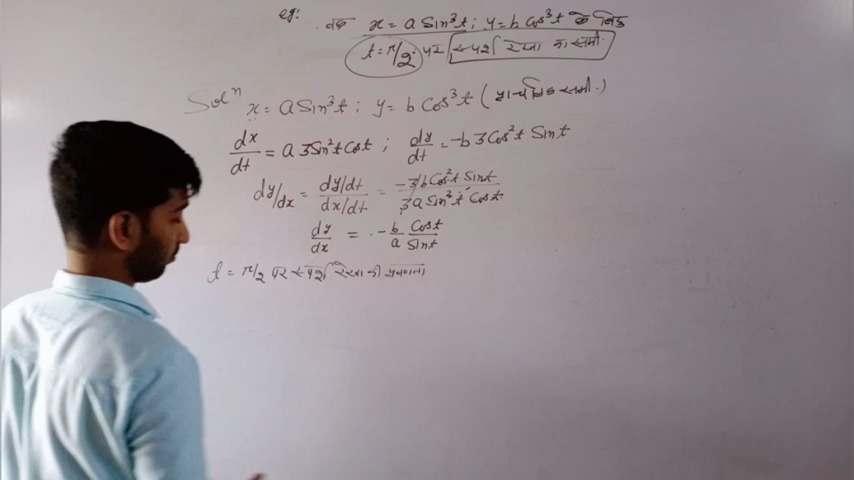 eg: वक्र x = a Sin³t ; y = b Cos³t के बिन्दु
t = π/2 पर स्पर्श रेखा का समी.
Solⁿ x = a Sin³t ; y = b Cos³t (प्राचलिक समी.)
dx/dt = a 3Sin²t Cost ; dy/dt = -b 3Cos²t Sint
dy/dx = dy/dt / dx/dt = -3b Cos²t Sint / 3a Sin²t Cost
dy/dx = - b/a Cost/Sint
t = π/2 पर स्पर्श रेखा की प्रवणता